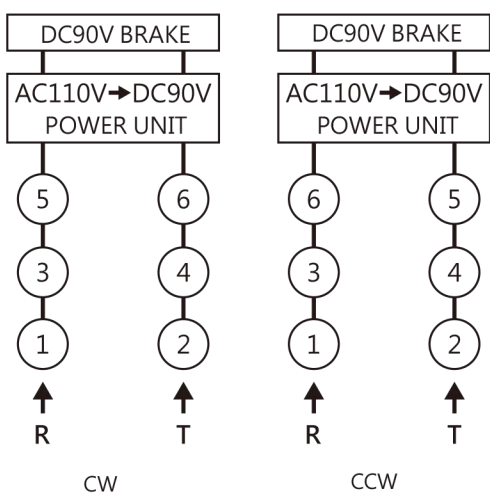 DC90V BRAKE
AC110V→DC90V
POWER UNIT
5 6
3 4
1 2
R T
CW
DC90V BRAKE
AC110V→DC90V
POWER UNIT
6 5
3 4
1 2
R T
CCW